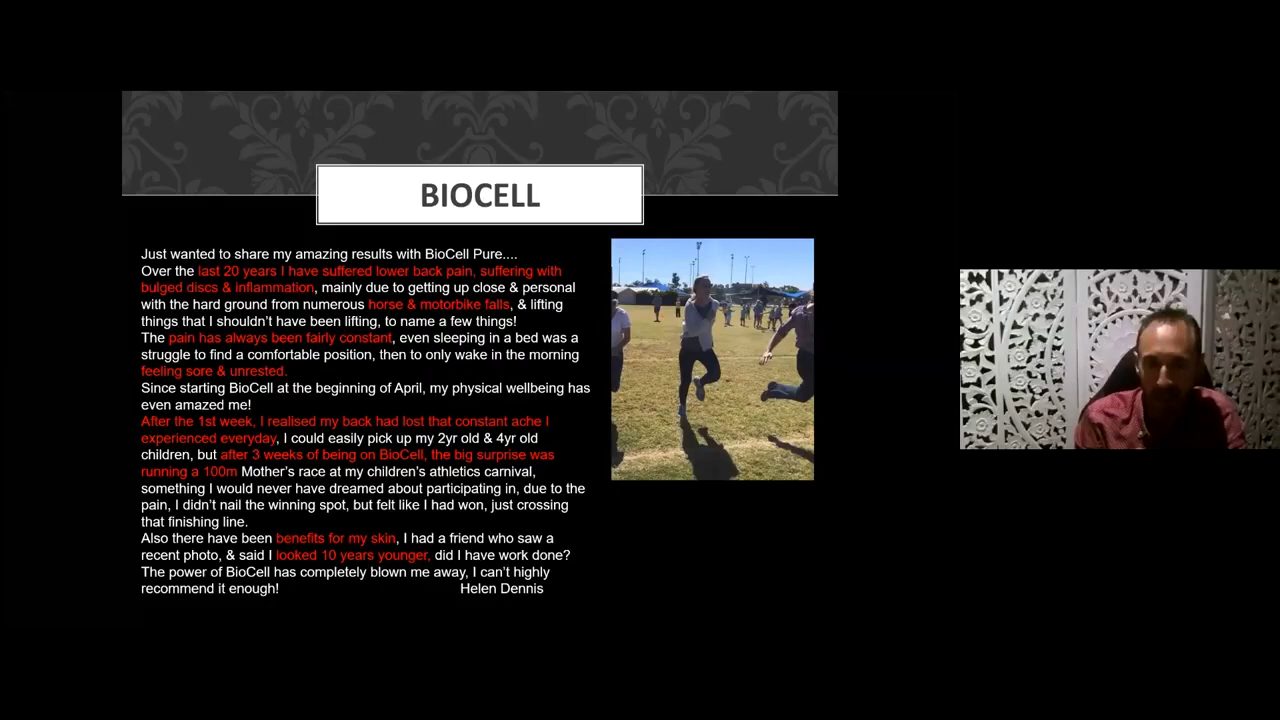 BIOCELL
Just wanted to share my amazing results with BioCell Pure....
Over the last 20 years I have suffered lower back pain, suffering with
bulged discs & inflammation, mainly due to getting up close & personal
with the hard ground from numerous horse & motorbike falls, & lifting
things that I shouldn't have been lifting, to name a few things!
The pain has always been fairly constant, even sleeping in a bed was a
struggle to find a comfortable position, then to only wake in the morning
feeling sore & unrested.
Since starting BioCell at the beginning of April, my physical wellbeing has
even amazed me!
After the 1st week, I realised my back had lost that constant ache I
experienced everyday, I could easily pick up my 2yr old & 4yr old
children, but after 3 weeks of being on BioCell, the big surprise was
running a 100m Mother's race at my children's athletics carnival,
something I would never have dreamed about participating in, due to the
pain, I didn't nail the winning spot, but felt like I had won, just crossing
that finishing line.
Also there have been benefits for my skin, I had a friend who saw a
recent photo, & said I looked 10 years younger, did I have work done?
The power of BioCell has completely blown me away, I can't highly
recommend it enough! Helen Dennis